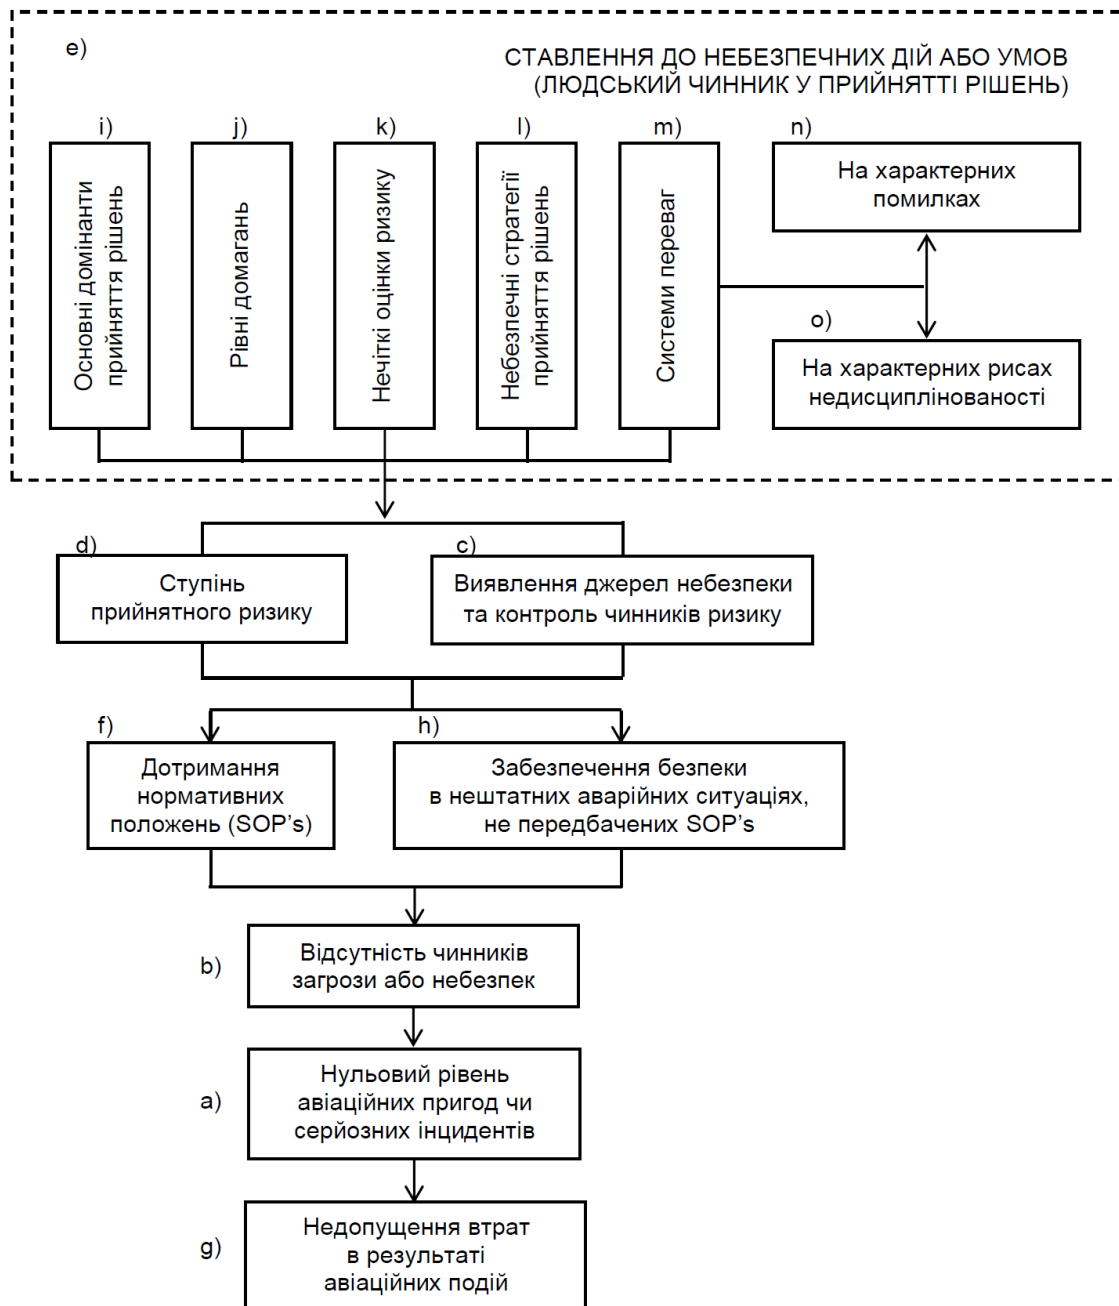 e)
СТАВЛЕННЯ ДО НЕБЕЗПЕЧНИХ ДІЙ АБО УМОВ
(ЛЮДСЬКИЙ ЧИННИК У ПРИЙНЯТТІ РІШЕНЬ)
i)
Основні домінанти
прийняття рішень
j)
Рівні домагань
k)
Нечіткі оцінки ризику
l)
Небезпечні стратегії
прийняття рішень
m)
Системи переваг
n)
На характерних
помилках
o)
На характерних рисах
недисциплінованості
d)
Ступінь
прийнятного ризику
c)
Виявлення джерел небезпеки
та контроль чинників ризику
f)
Дотримання
нормативних
положень (SOP’s)
h)
Забезпечення безпеки
в нештатних аварійних ситуаціях,
не передбачених SOP’s
b)
Відсутність чинників
загрози або небезпек
a)
Нульовий рівень
авіаційних пригод чи
серйозних інцидентів
g)
Недопущення втрат
в результаті
авіаційних подій